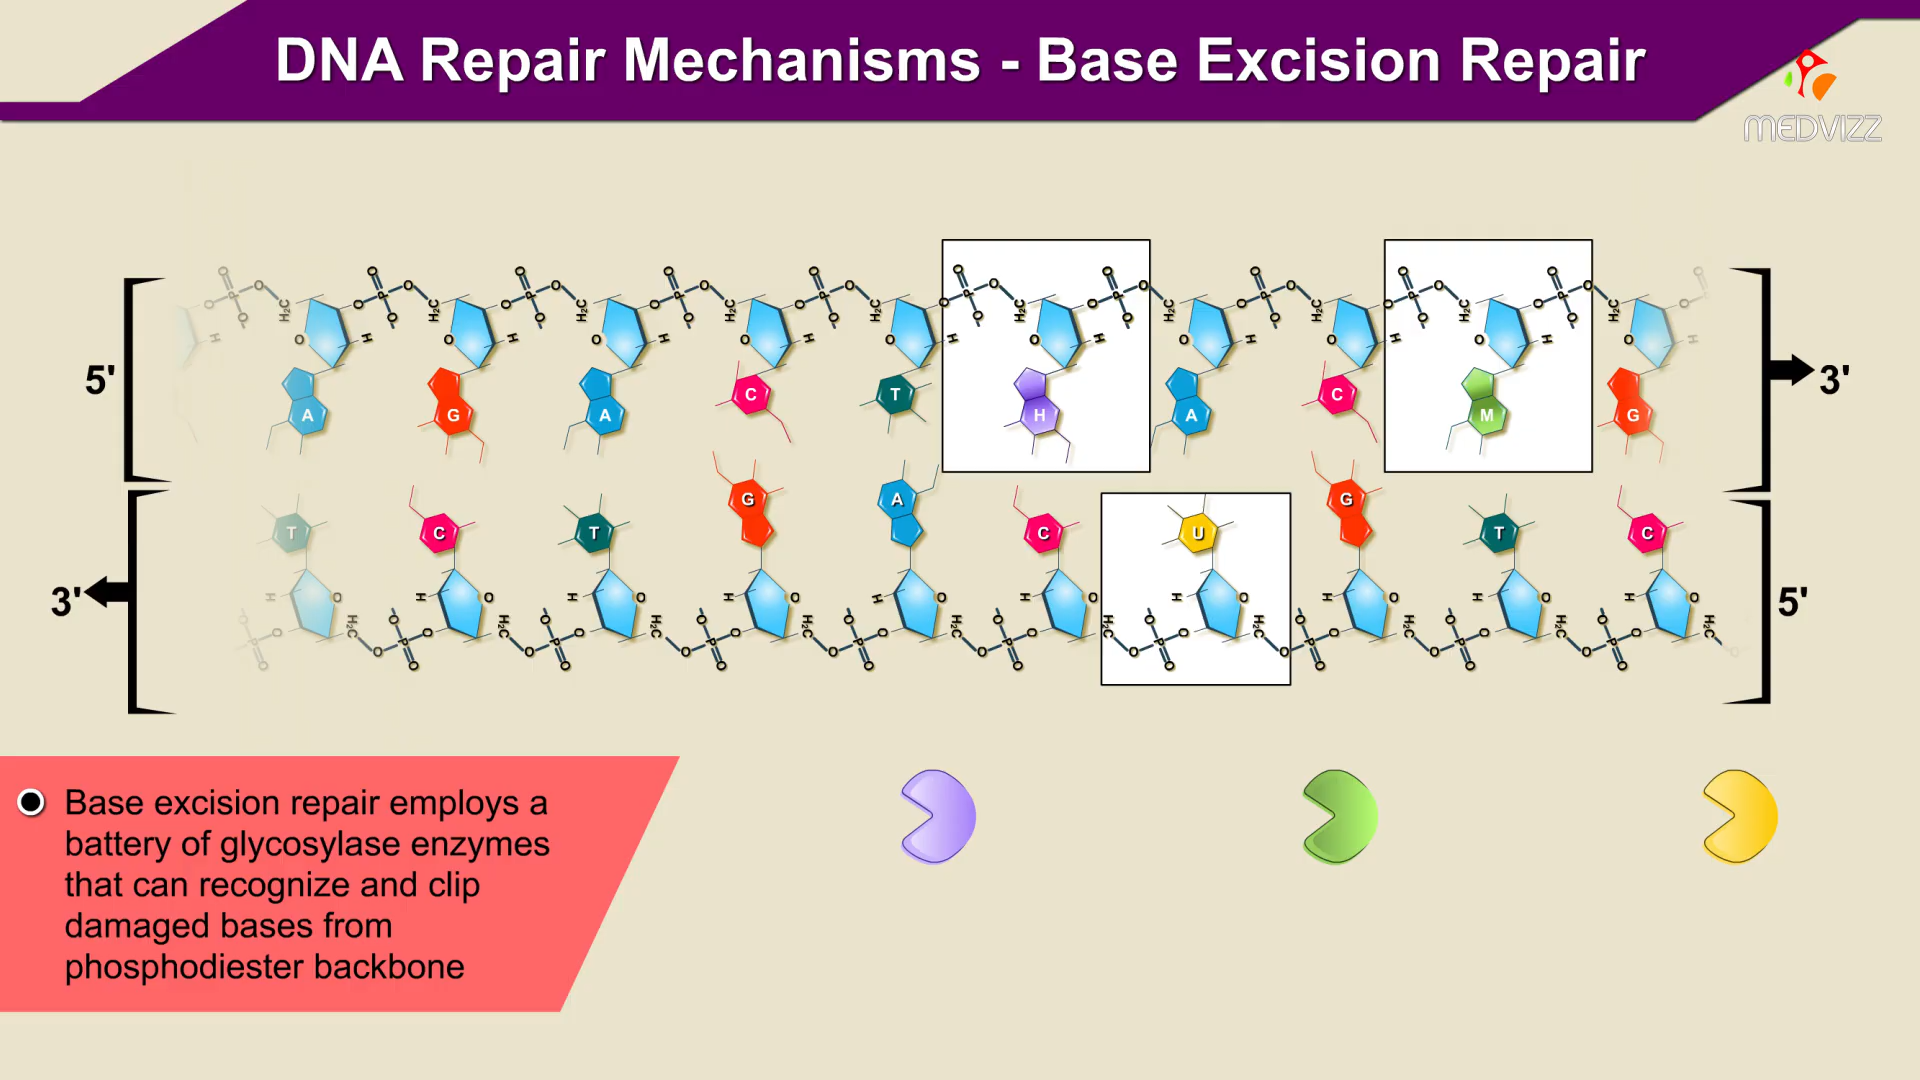 DNA Repair Mechanisms - Base Excision Repair
MEDVIZZ
5'
A G A C T H A C M G
3'
3'
T C T G A C U G T C
5'
Base excision repair employs a
battery of glycosylase enzymes
that can recognize and clip
damaged bases from
phosphodiester backbone